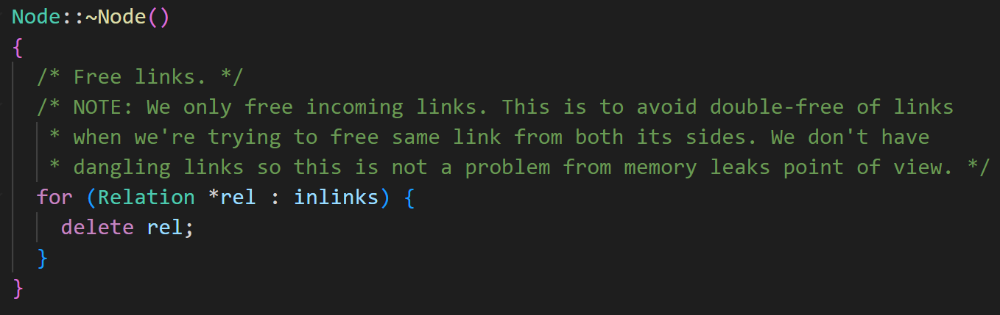 Node::~Node()
{
/* Free links. */
/* NOTE: We only free incoming links. This is to avoid double-free of links
* when we're trying to free same link from both its sides. We don't have
* dangling links so this is not a problem from memory leaks point of view. */
for (Relation *rel : inlinks) {
delete rel;
}
}